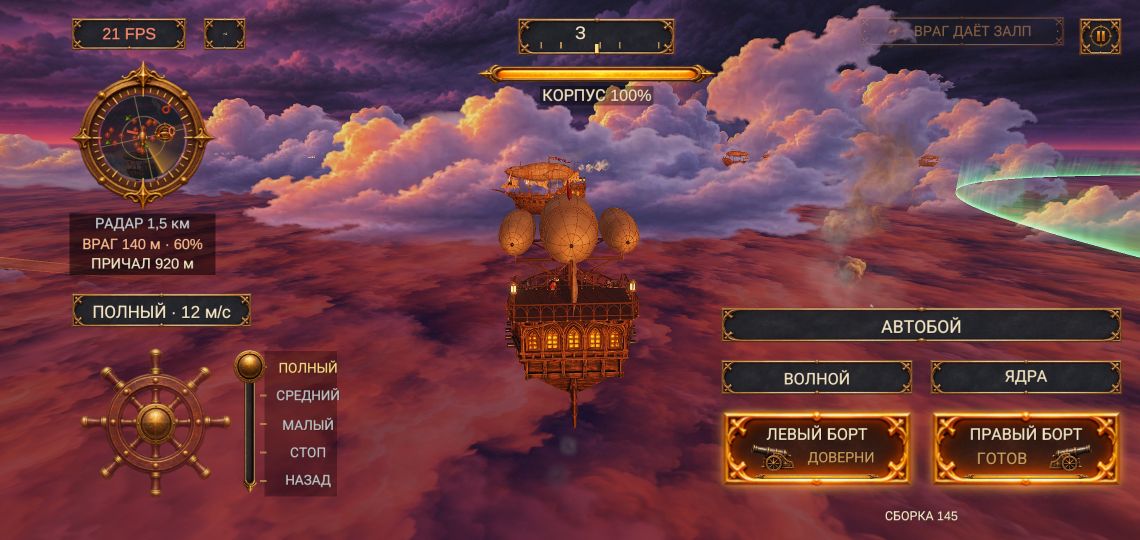 21 FPS
З
ВРАГ ДАЁТ ЗАЛП
КОРПУС 100%
РАДАР 1,5 км
ВРАГ 140 м · 60%
ПРИЧАЛ 920 м
ПОЛНЫЙ · 12 м/с
ПОЛНЫЙ
СРЕДНИЙ
МАЛЫЙ
СТОП
НАЗАД
АВТОБОЙ
ВОЛНОЙ
ЯДРА
ЛЕВЫЙ БОРТ
ДОВЕРНИ
ПРАВЫЙ БОРТ
ГОТОВ
СБОРКА 145